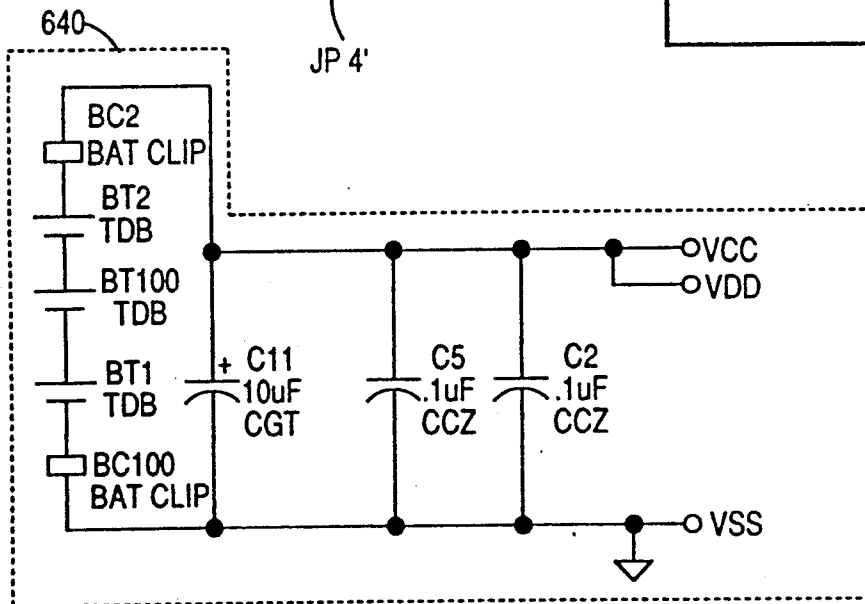 640
JP 4'
BC2
BAT CLIP
BT2
TDB
BT100
TDB
BT1
TDB
BC100
BAT CLIP
+ C11
10uF
CGT
C5
.1uF
CCZ
C2
.1uF
CCZ
VCC
VDD
VSS